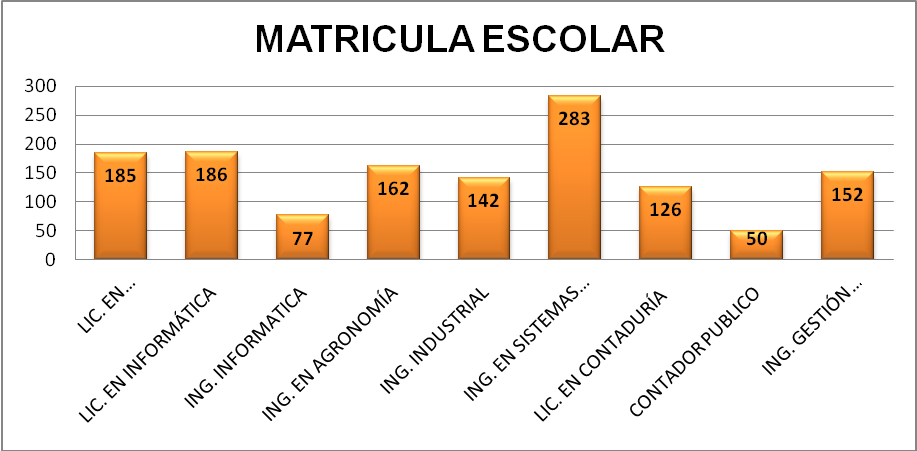 MATRICULA ESCOLAR
300
250
200
150
100
50
0
185
186
77
162
142
283
126
50
152
LIC. EN...
LIC. EN INFORMÁTICA
ING. INFORMATICA
ING. EN AGRONOMÍA
ING. INDUSTRIAL
ING. EN SISTEMAS...
LIC. EN CONTADURÍA
CONTADOR PUBLICO
ING. GESTIÓN...